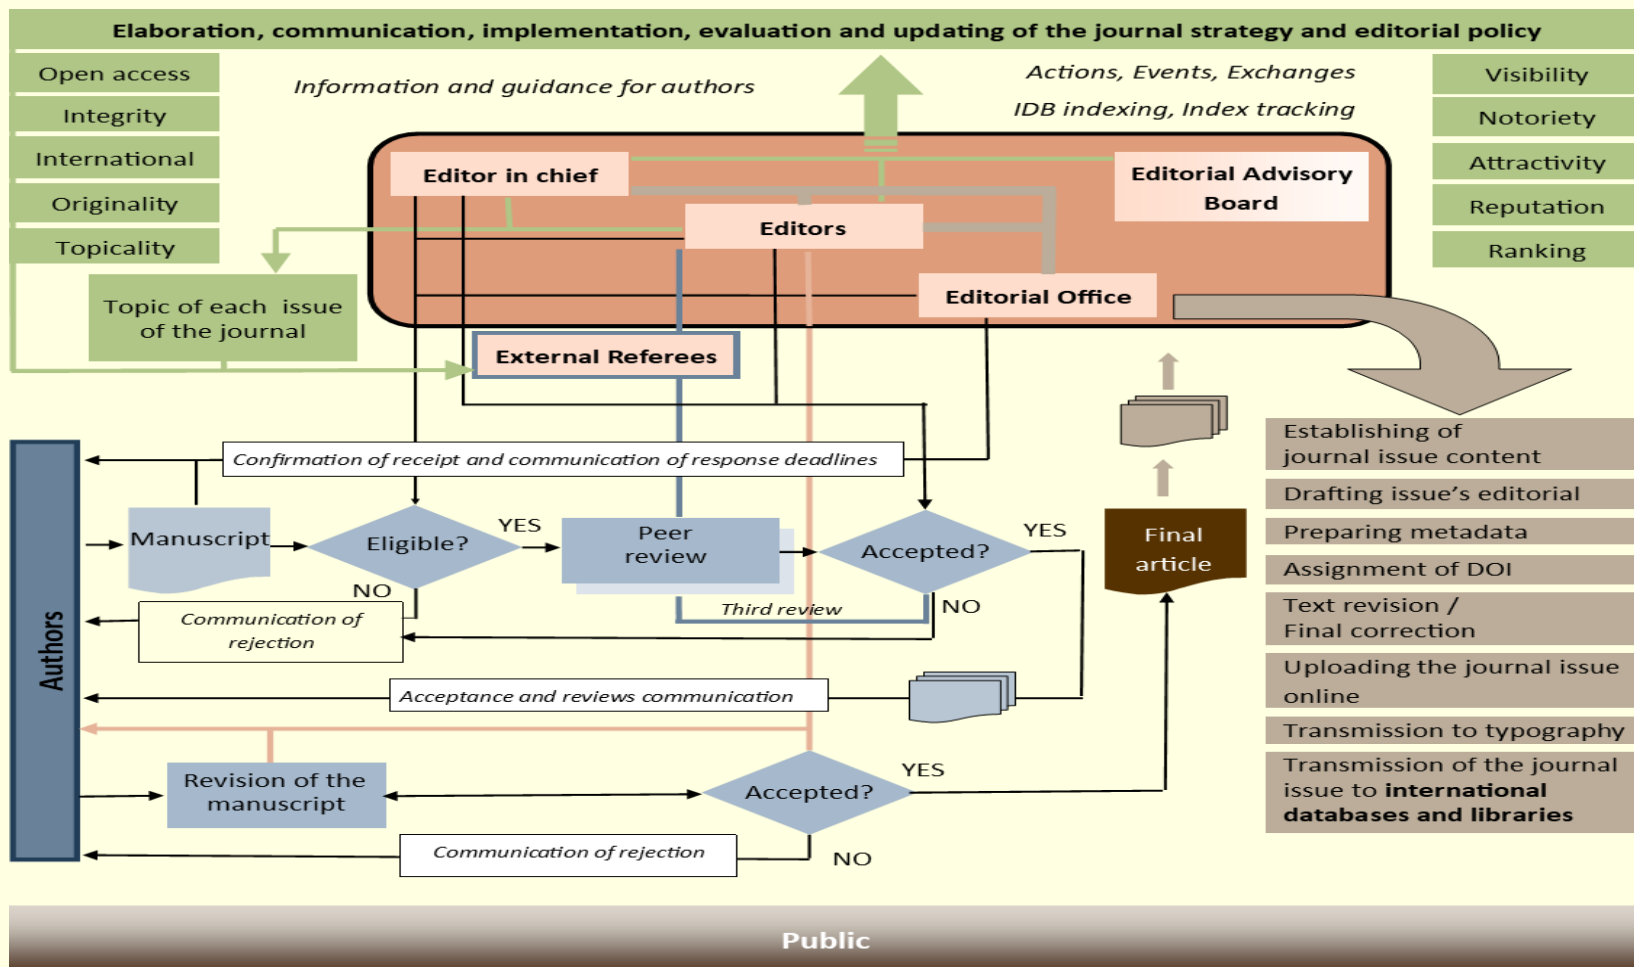 Elaboration, communication, implementation, evaluation and updating of the journal strategy and editorial policy
Open access
Integrity
International
Originality
Topicality
Information and guidance for authors
Actions, Events, Exchanges
IDB indexing, Index tracking
Visibility
Notoriety
Attractivity
Reputation
Ranking
Editor in chief
Editorial Advisory
Board
Editors
Editorial Office
Topic of each issue
of the journal
External Referees
Authors
Confirmation of receipt and communication of response deadlines
Manuscript
Eligible?
YES
NO
Peer
review
Accepted?
YES
NO
Third review
Communication of
rejection
Acceptance and reviews communication
Revision of the
manuscript
Accepted?
YES
NO
Communication of rejection
Final
article
Establishing of
journal issue content
Drafting issue’s editorial
Preparing metadata
Assignment of DOI
Text revision /
Final correction
Uploading the journal issue
online
Transmission to typography
Transmission of the journal
issue to international
databases and libraries
Public